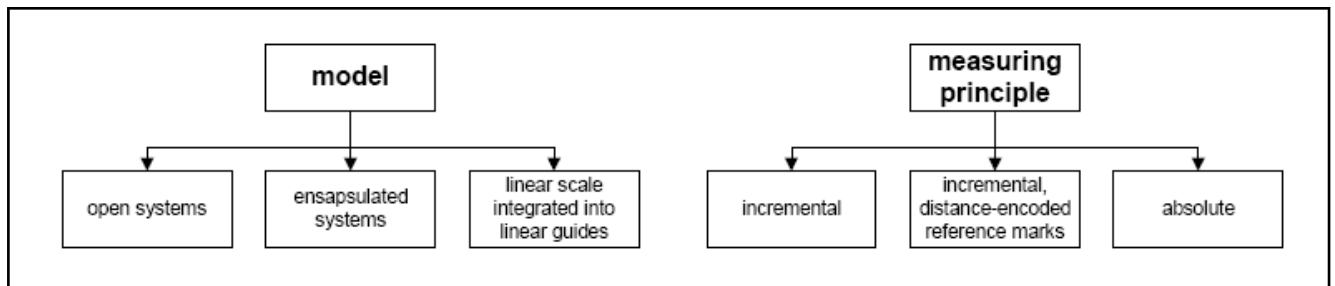 model
open systems
ensapsulated
systems
linear scale
integrated into
linear guides
measuring
principle
incremental
incremental,
distance-encoded
reference marks
absolute